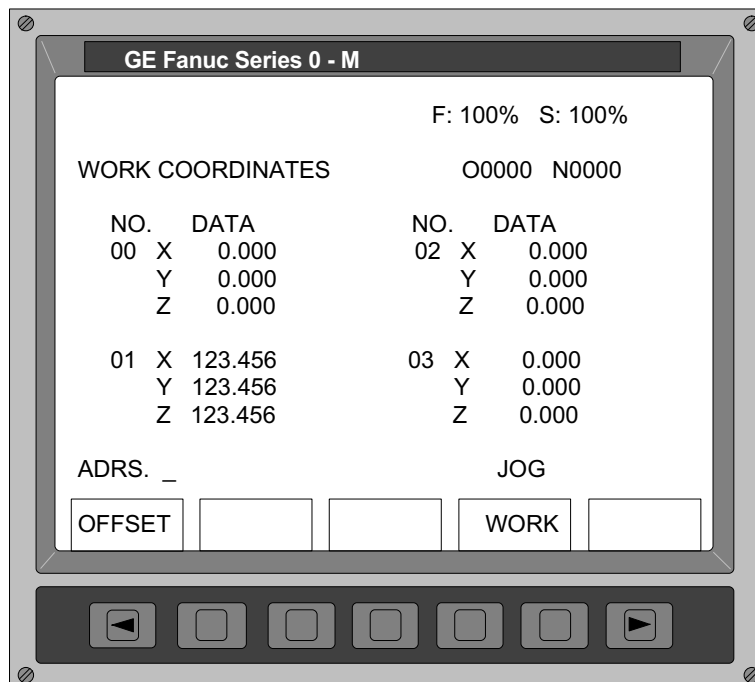 GE Fanuc Series 0 - M
F: 100% S: 100%
WORK COORDINATES O0000 N0000
NO. DATA NO. DATA
00 X 0.000 02 X 0.000
Y 0.000 Y 0.000
Z 0.000 Z 0.000
01 X 123.456 03 X 0.000
Y 123.456 Y 0.000
Z 123.456 Z 0.000
ADRS. _ JOG
OFFSET WORK